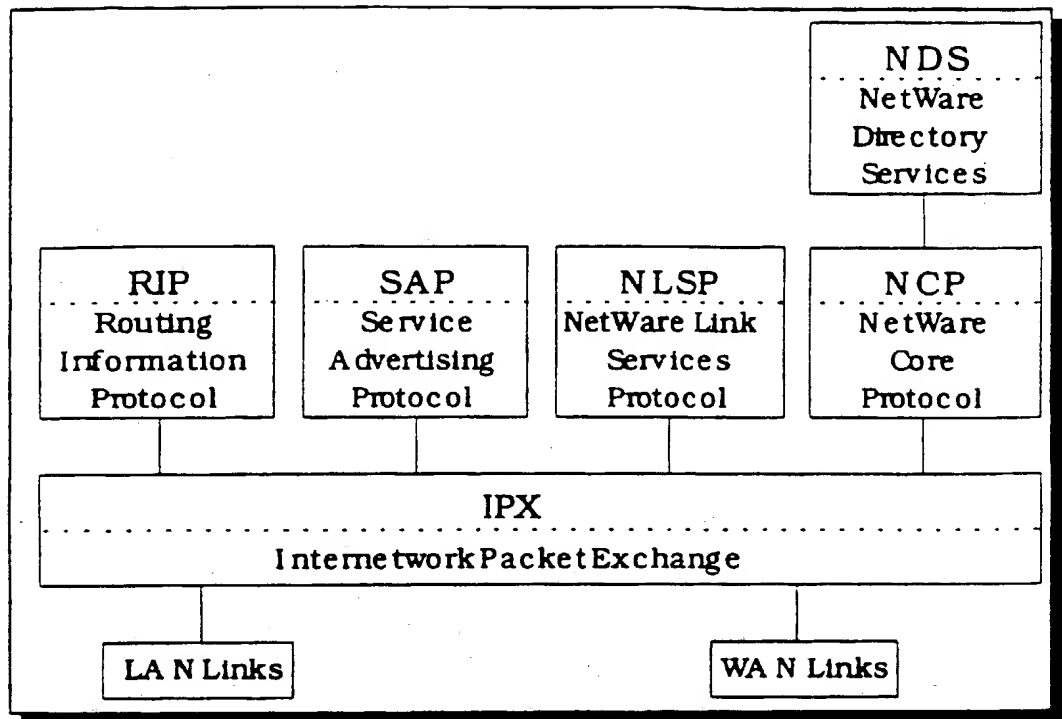 NDS
NetWare
Directory
Services
RIP
Routing
Information
Protocol
SAP
Service
Advertising
Protocol
NLSP
NetWare Link
Services
Protocol
NCP
NetWare
Core
Protocol
IPX
Internetwork Packet Exchange
LAN Links
WAN Links